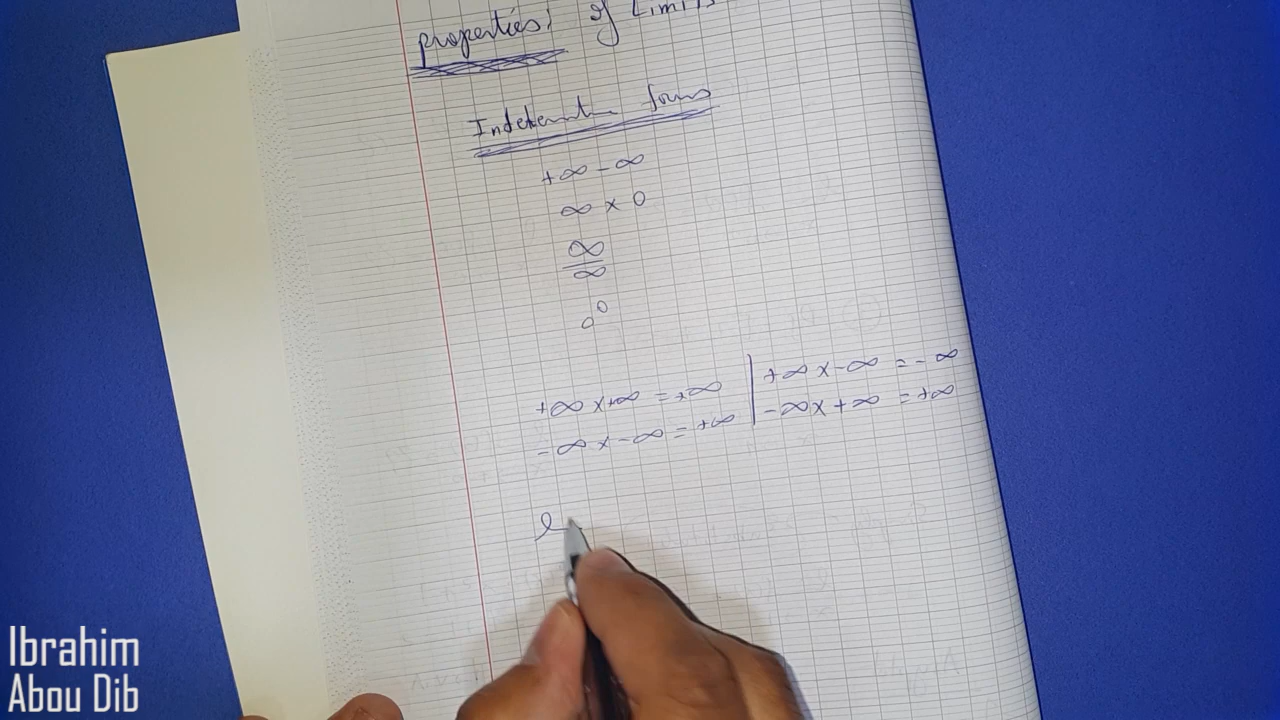 properties: of Limits
Indeterminate forms
+∞ - ∞
∞ x 0
∞/∞
0⁰
+∞ x +∞ = +∞ | +∞ x -∞ = -∞
-∞ x -∞ = +∞ | -∞ x +∞ = +∞
Ibrahim
Abou Dib